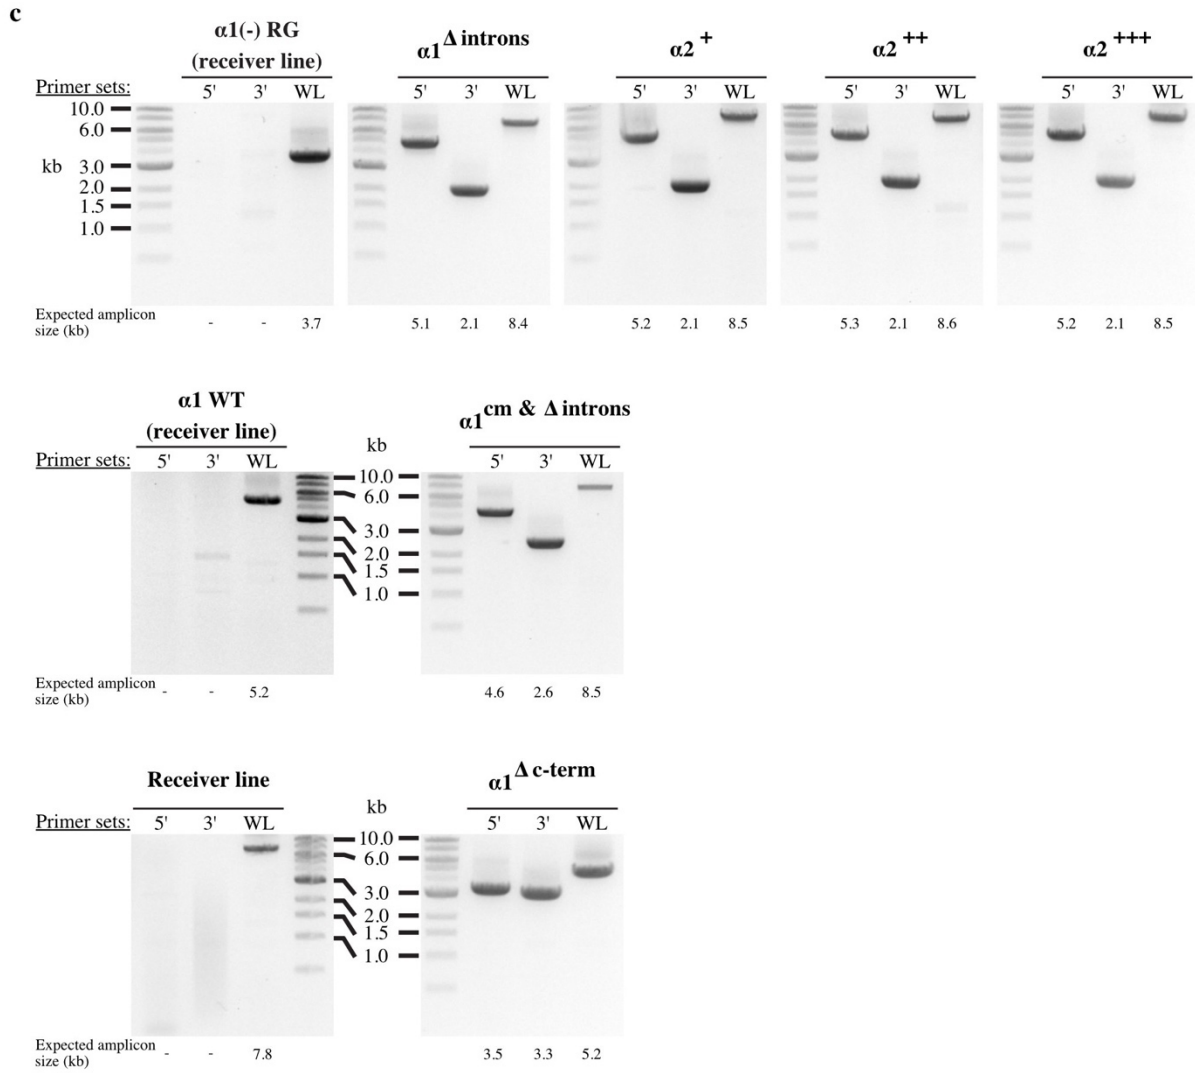 c
α1(-) RG
(receiver line)
α1 Δ introns
α2 +
α2 ++
α2 +++
Primer sets: 5' 3' WL 5' 3' WL 5' 3' WL 5' 3' WL 5' 3' WL
10.0
6.0
kb
3.0
2.0
1.5
1.0
Expected amplicon
size (kb) - - 3.7 5.1 2.1 8.4 5.2 2.1 8.5 5.3 2.1 8.6 5.2 2.1 8.5
α1 WT
(receiver line)
α1 cm & Δ introns
kb
Primer sets: 5' 3' WL 5' 3' WL
10.0
6.0
3.0
2.0
1.5
1.0
Expected amplicon
size (kb) - - 5.2 4.6 2.6 8.5
Receiver line
α1 Δ c-term
kb
Primer sets: 5' 3' WL 5' 3' WL
10.0
6.0
3.0
2.0
1.5
1.0
Expected amplicon
size (kb) - - 7.8 3.5 3.3 5.2